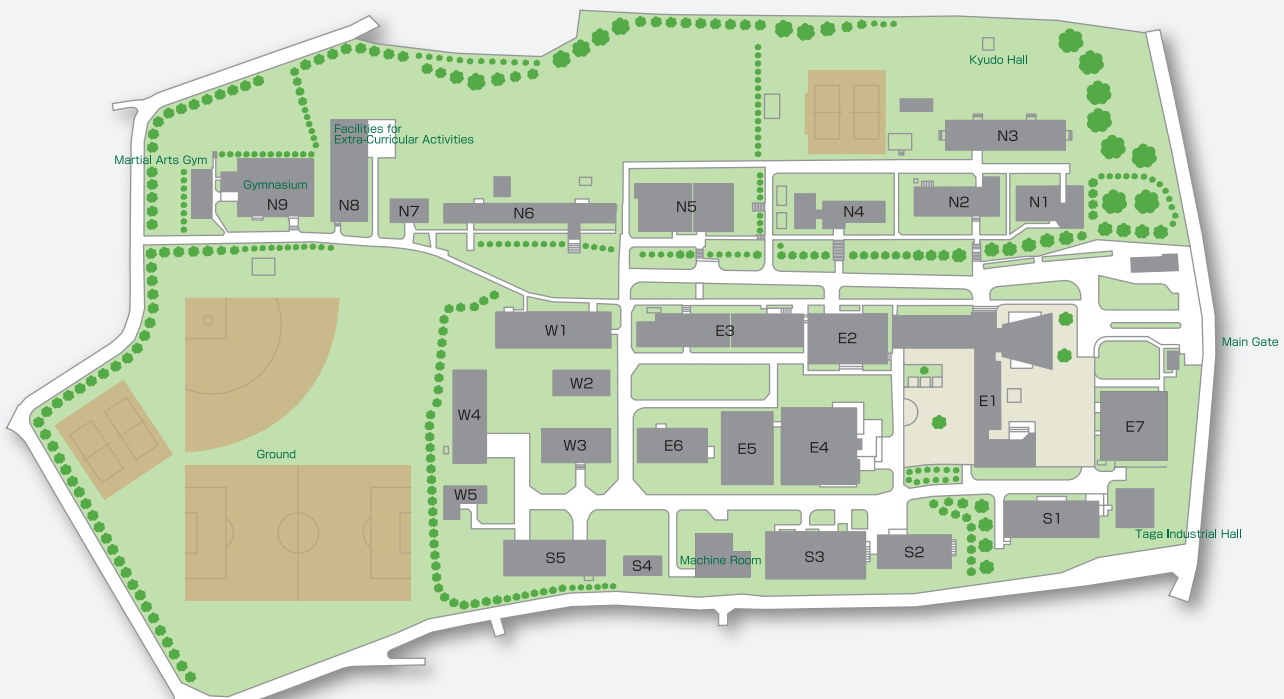 Kyudo Hall
Facilities for
Extra-Curricular Activities
N3
Martial Arts Gym
Gymnasium
N9
N8
N7
N6
N5
N4
N2
N1
W1
E3
E2
Main Gate
W2
W4
E1
W3
E6
E5
E4
E7
Ground
W5
S1
Taga Industrial Hall
S5
S4
Machine Room
S3
S2